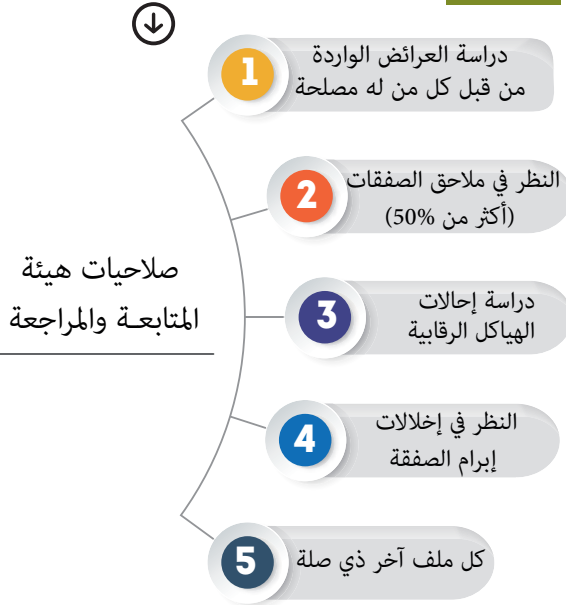 1
دراسة العرائض الواردة
من قبل كل من له مصلحة
2
النظر في ملاحق الصفقات
(أكثر من 50%)
صلاحيات هيئة
المتابعـة والمراجعة
3
دراسة إحالات
الهياكل الرقابية
4
النظر في إخلالات
إبرام الصفقة
5
كل ملف آخر ذي صلة